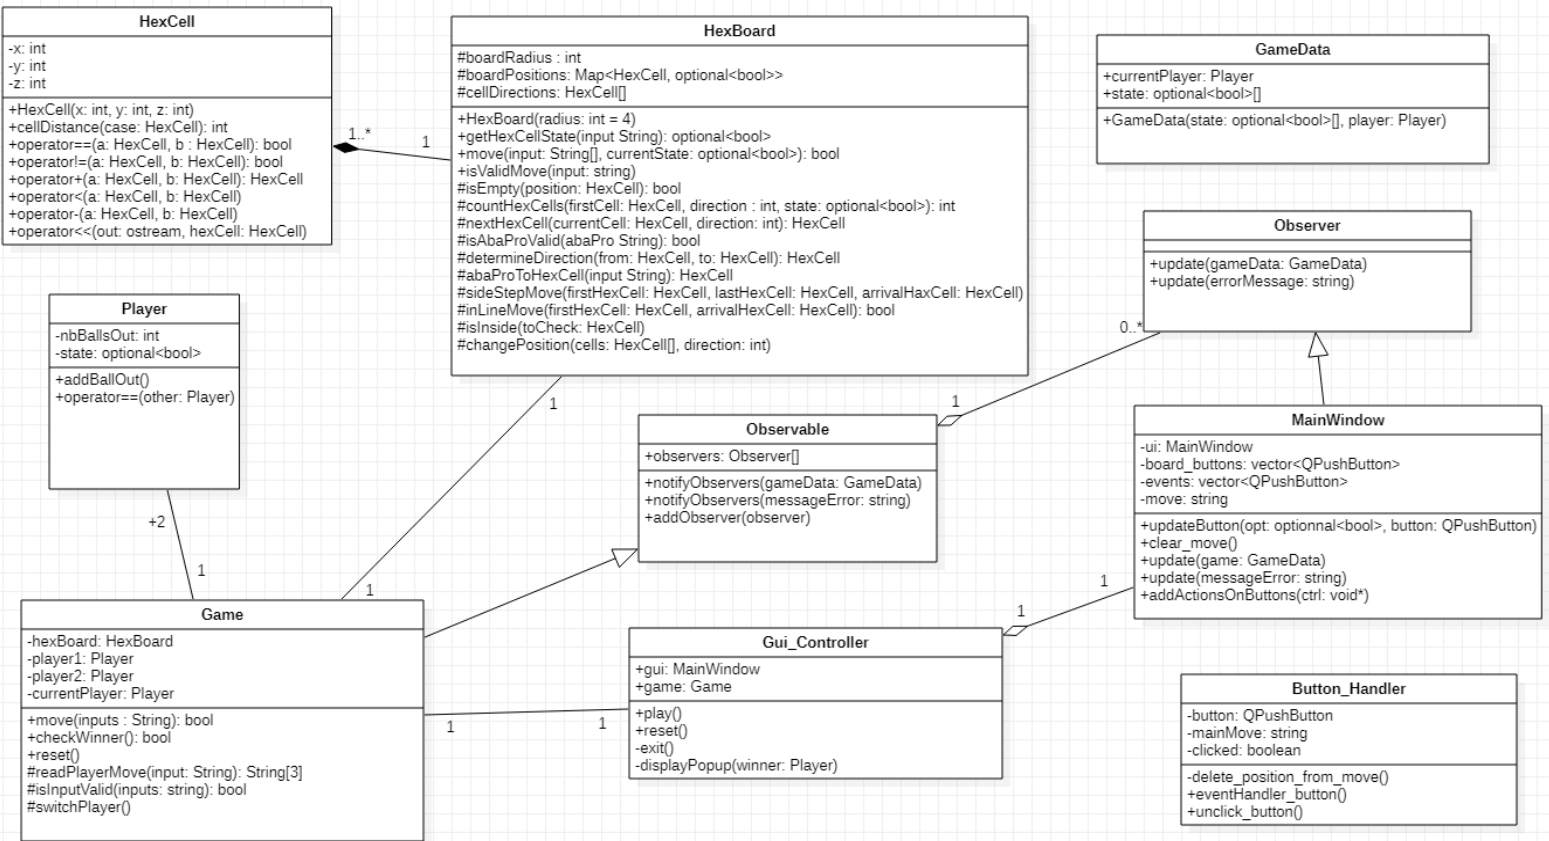 HexCell
-x: int
-y: int
-z: int
+HexCell(x: int, y: int, z: int)
+cellDistance(case: HexCell): int
+operator==(a: HexCell, b : HexCell): bool
+operator!=(a: HexCell, b: HexCell): bool
+operator+(a: HexCell, b: HexCell): HexCell
+operator<(a: HexCell, b: HexCell)
+operator-(a: HexCell, b: HexCell)
+operator<<(out: ostream, hexCell: HexCell)
1..*
1
HexBoard
#boardRadius : int
#boardPositions: Map<HexCell, optional<bool>>
#cellDirections: HexCell[]
+HexBoard(radius: int = 4)
+getHexCellState(input String): optional<bool>
+move(input: String[], currentState: optional<bool>): bool
+isValidMove(input: string)
#isEmpty(position: HexCell): bool
#countHexCells(firstCell: HexCell, direction : int, state: optional<bool>): int
#nextHexCell(currentCell: HexCell, direction: int): HexCell
#isAbaProValid(abaPro String): bool
#determineDirection(from: HexCell, to: HexCell): HexCell
#abaProToHexCell(input String): HexCell
#sideStepMove(firstHexCell: HexCell, lastHexCell: HexCell, arrivalHaxCell: HexCell)
#inLineMove(firstHexCell: HexCell, arrivalHexCell: HexCell): bool
#isInside(toCheck: HexCell)
#changePosition(cells: HexCell[], direction: int)
GameData
+currentPlayer: Player
+state: optional<bool>[]
+GameData(state: optional<bool>[], player: Player)
Observer
+update(gameData: GameData)
+update(errorMessage: string)
0..*
1
Player
-nbBallsOut: int
-state: optional<bool>
+addBallOut()
+operator==(other: Player)
+2
1
1
1
Observable
+observers: Observer[]
+notifyObservers(gameData: GameData)
+notifyObservers(messageError: string)
+addObserver(observer)
MainWindow
-ui: MainWindow
-board_buttons: vector<QPushButton>
-events: vector<QPushButton>
-move: string
+updateButton(opt: optionnal<bool>, button: QPushButton)
+clear_move()
+update(game: GameData)
+update(messageError: string)
+addActionsOnButtons(ctrl: void*)
1
1
Game
-hexBoard: HexBoard
-player1: Player
-player2: Player
-currentPlayer: Player
+move(inputs : String): bool
+checkWinner(): bool
+reset()
#readPlayerMove(input: String): String[3]
#isInputValid(inputs: string): bool
#switchPlayer()
1
1
Gui_Controller
+gui: MainWindow
+game: Game
+play()
+reset()
-exit()
-displayPopup(winner: Player)
Button_Handler
-button: QPushButton
-mainMove: string
-clicked: boolean
-delete_position_from_move()
+eventHandler_button()
+unclick_button()